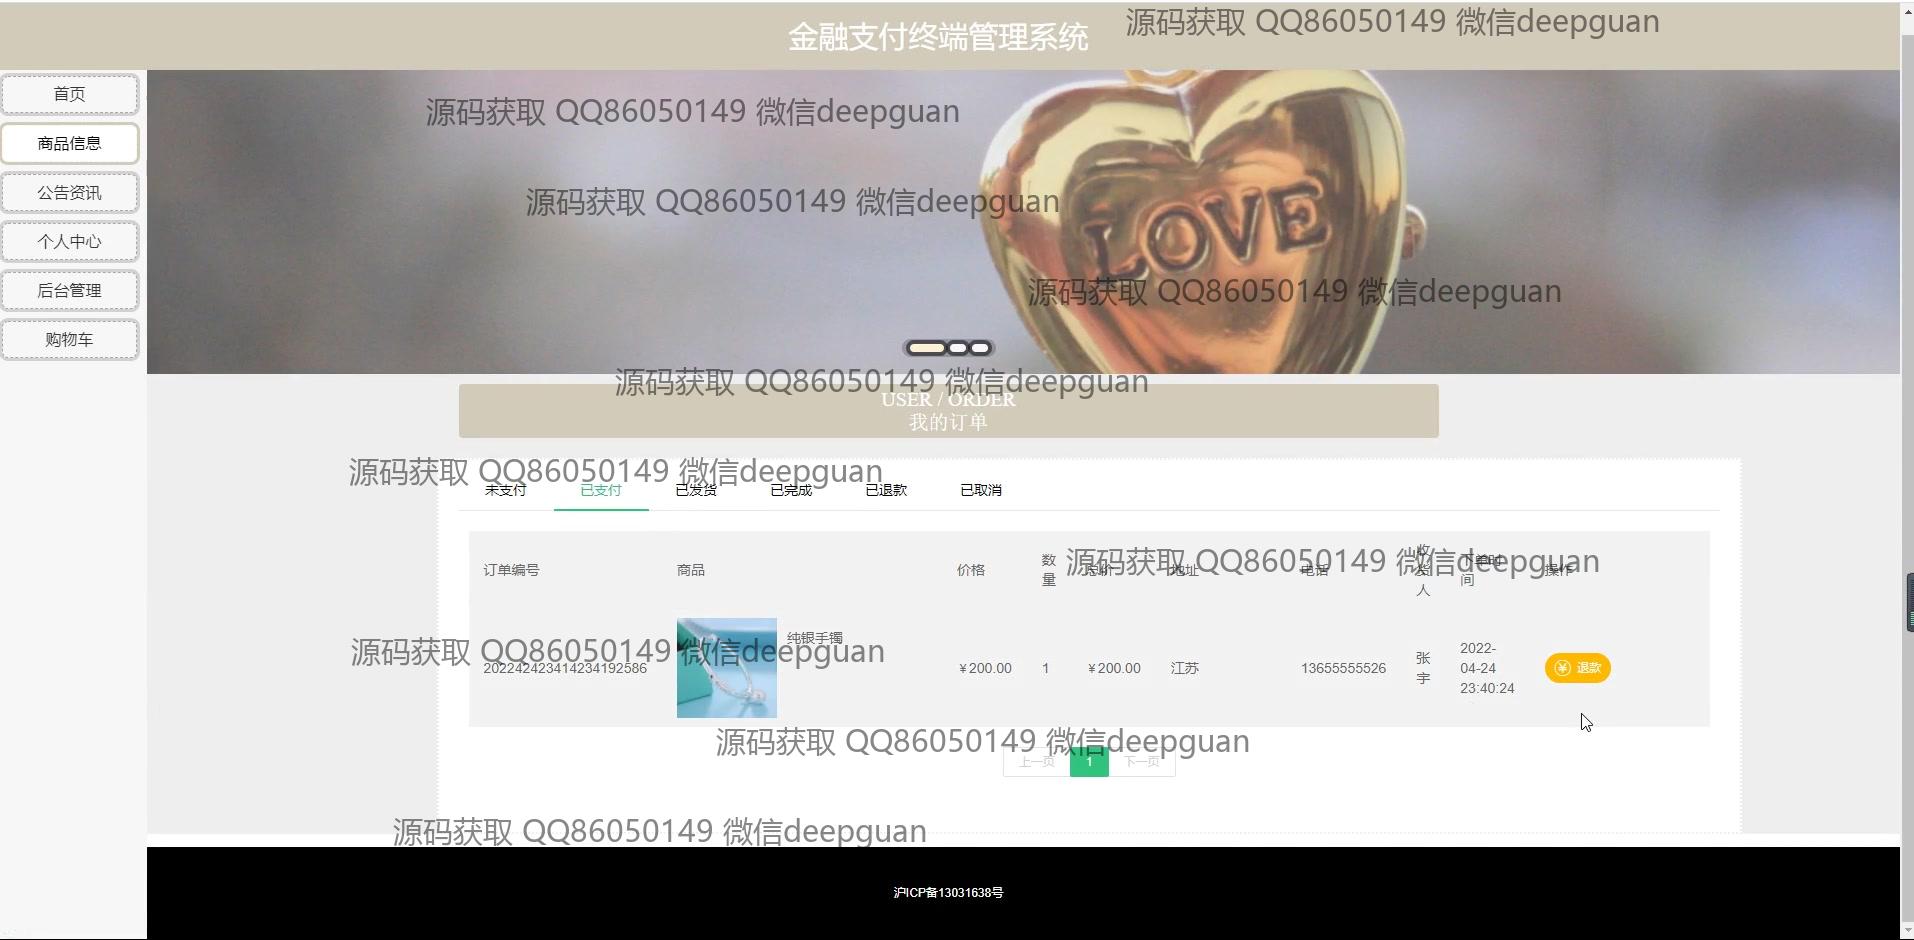 金融支付终端管理系统
源码获取 QQ86050149 微信deepguan
首页
商品信息
公告资讯
个人中心
后台管理
购物车
源码获取 QQ86050149 微信deepguan
源码获取 QQ86050149 微信deepguan
LOVE
源码获取 QQ86050149 微信deepguan
源码获取 QQ86050149 微信deepguan
USER / ORDER
我的订单
源码获取 QQ86050149 微信deepguan
未支付 已支付 已发货 已完成 已退款 已取消
源码获取 QQ86050149 微信deepguan
订单编号 商品 价格 数量 总价 地址 电话 收货人 下单时间 操作
源码获取 QQ86050149 微信deepguan
纯银手镯
202242423414234192586 ￥200.00 1 ￥200.00 江苏 13655555526 张宇 2022-04-24 23:40:24 退款
源码获取 QQ86050149 微信deepguan
上一页 1 下一页
源码获取 QQ86050149 微信deepguan
沪ICP备13031638号